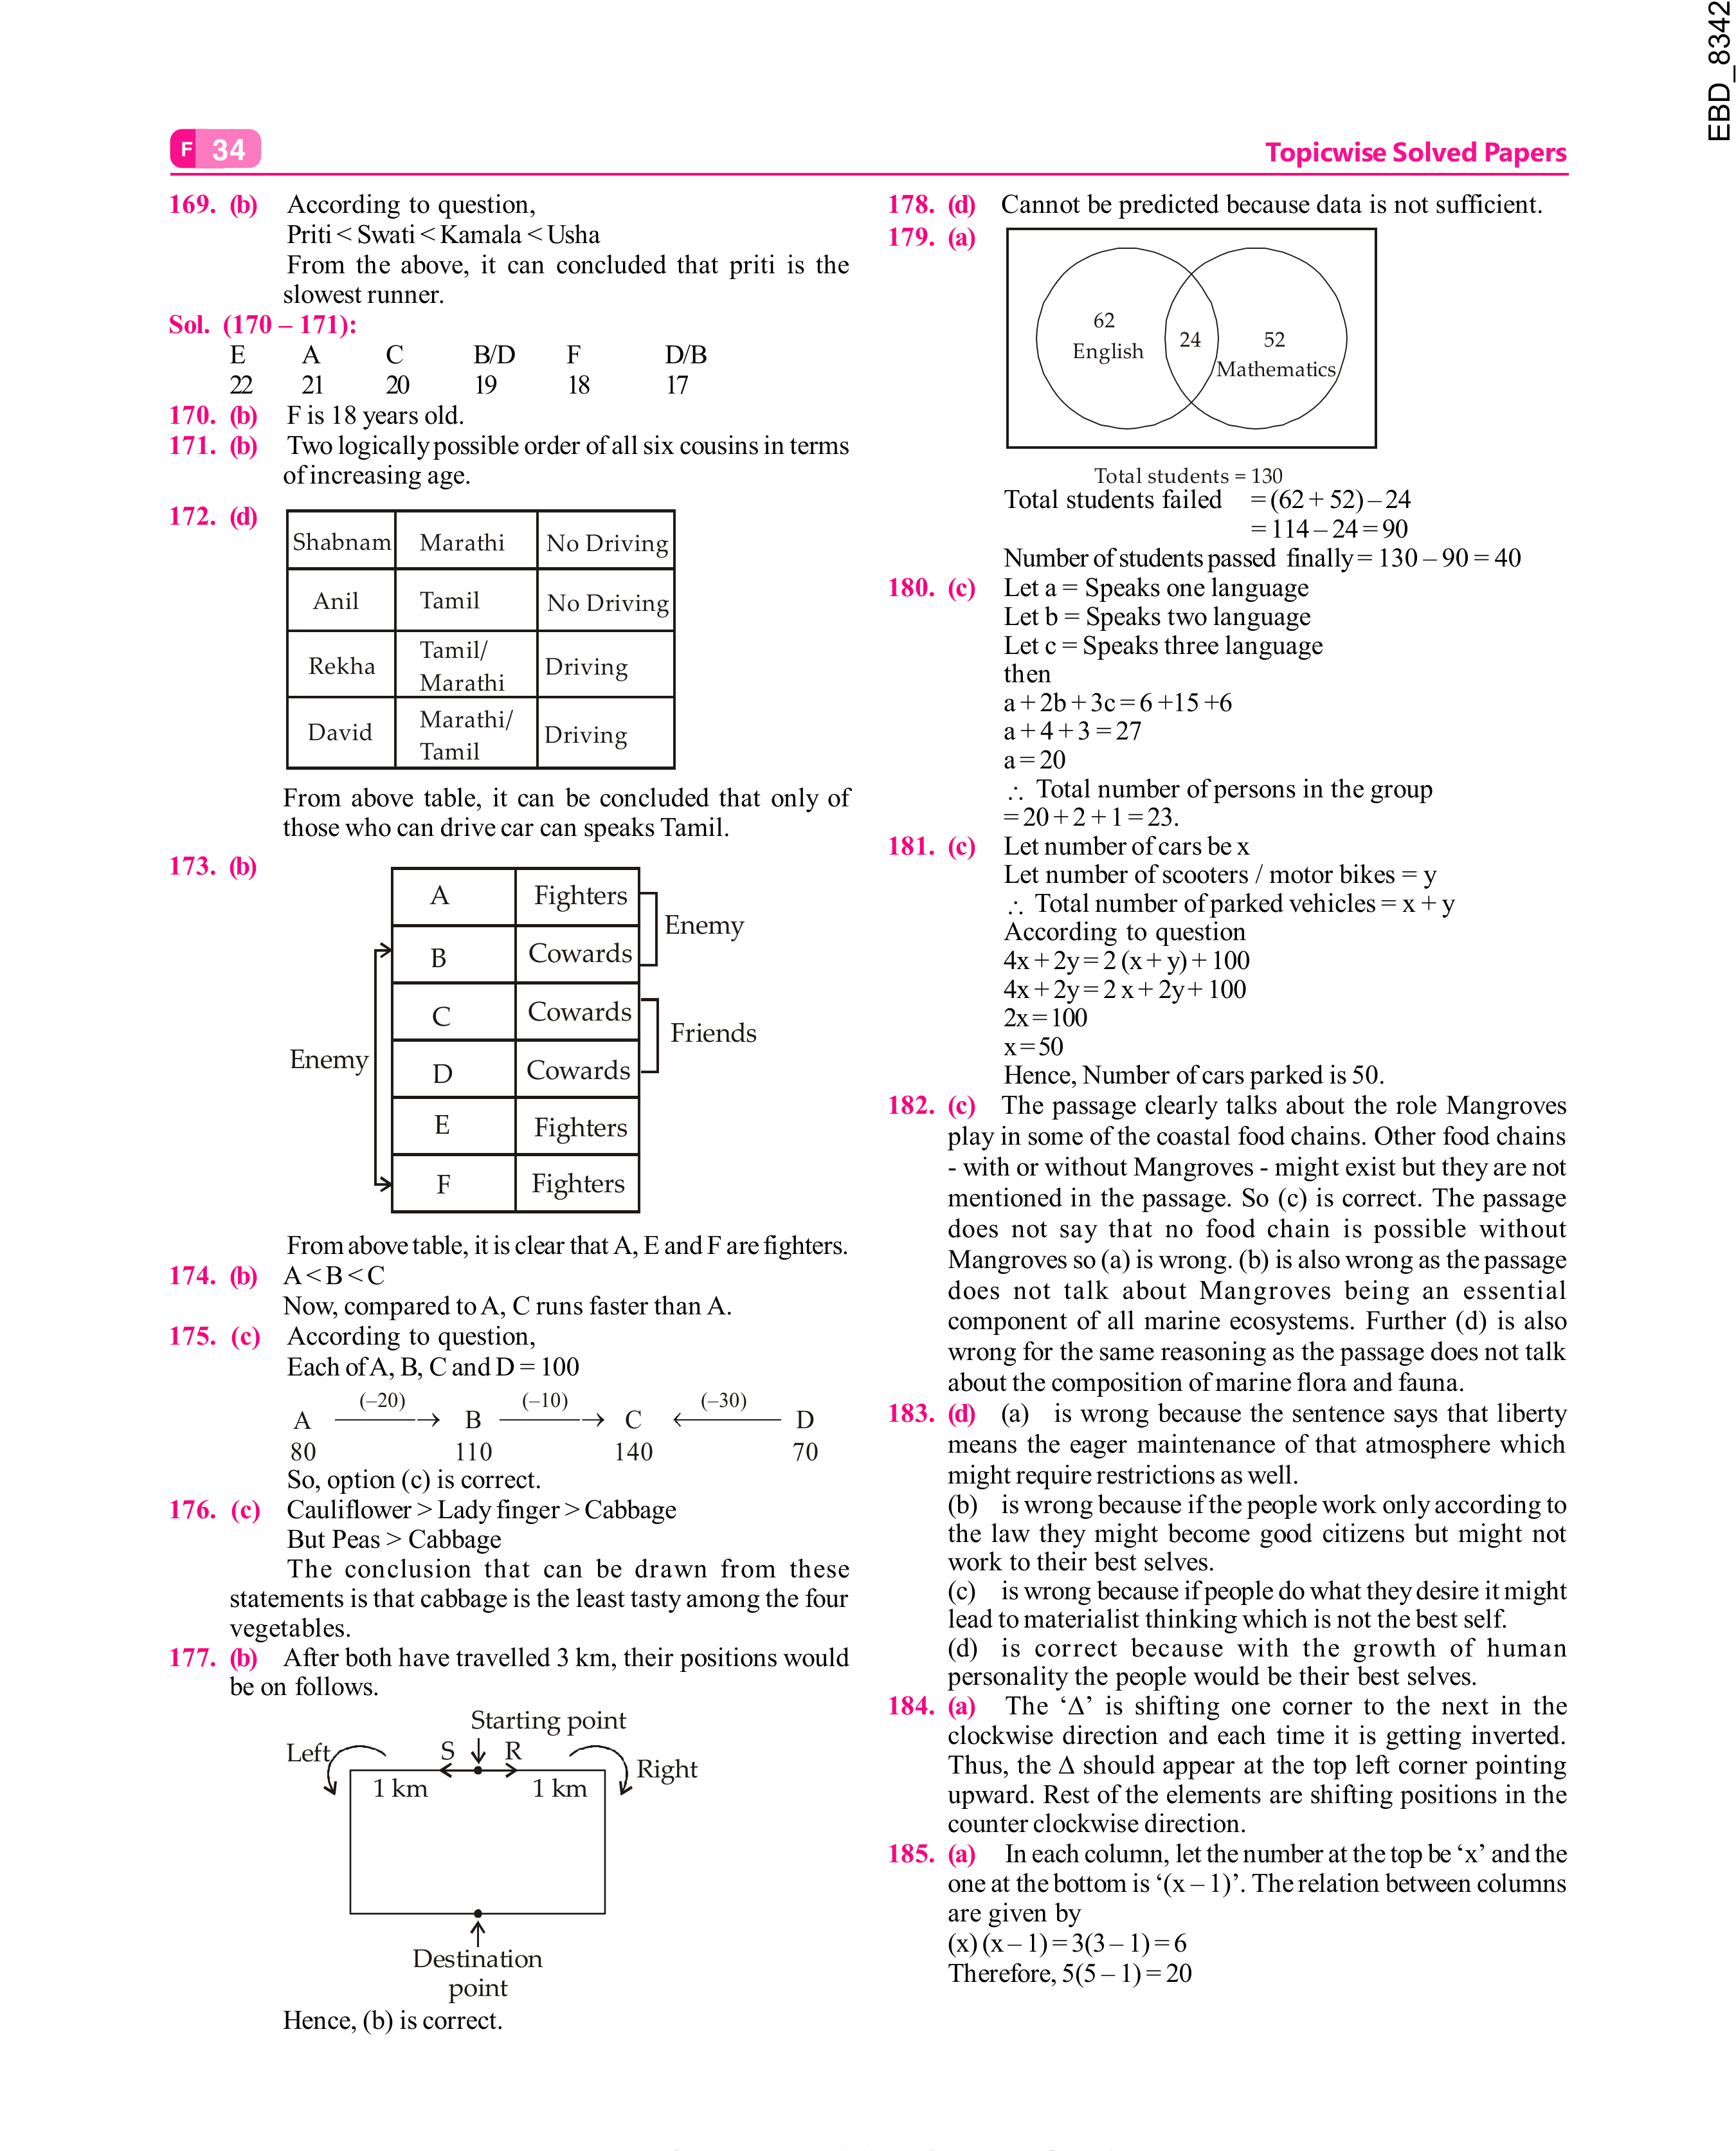 EBD_8342
F 34
Topicwise Solved Papers
169. (b) According to question,
Priti < Swati < Kamala < Usha
From the above, it can concluded that priti is the
slowest runner.
Sol. (170 – 171):
E A C B/D F D/B
22 21 20 19 18 17
170. (b) F is 18 years old.
171. (b) Two logically possible order of all six cousins in terms
of increasing age.
172. (d)
Shabnam Marathi No Driving
Anil Tamil No Driving
Rekha Tamil/ Marathi Driving
David Marathi/ Tamil Driving
From above table, it can be concluded that only of
those who can drive car can speaks Tamil.
173. (b)
A Fighters
B Cowards
C Cowards
D Cowards
E Fighters
F Fighters
Enemy
Friends
Enemy
From above table, it is clear that A, E and F are fighters.
174. (b) A < B < C
Now, compared to A, C runs faster than A.
175. (c) According to question,
Each of A, B, C and D = 100
(–20) (–10) (–30)
A → B → C ← D
80 110 140 70
So, option (c) is correct.
176. (c) Cauliflower > Lady finger > Cabbage
But Peas > Cabbage
The conclusion that can be drawn from these
statements is that cabbage is the least tasty among the four
vegetables.
177. (b) After both have travelled 3 km, their positions would
be on follows.
Starting point
Left S R Right
1 km 1 km
Destination
point
Hence, (b) is correct.
178. (d) Cannot be predicted because data is not sufficient.
179. (a)
62
English
24
52
Mathematics
Total students = 130
Total students failed = (62 + 52) – 24
= 114 – 24 = 90
Number of students passed finally = 130 – 90 = 40
180. (c) Let a = Speaks one language
Let b = Speaks two language
Let c = Speaks three language
then
a + 2b + 3c = 6 +15 +6
a + 4 + 3 = 27
a = 20
∴ Total number of persons in the group
= 20 + 2 + 1 = 23.
181. (c) Let number of cars be x
Let number of scooters / motor bikes = y
∴ Total number of parked vehicles = x + y
According to question
4x + 2y = 2 (x + y) + 100
4x + 2y = 2 x + 2y + 100
2x = 100
x = 50
Hence, Number of cars parked is 50.
182. (c) The passage clearly talks about the role Mangroves
play in some of the coastal food chains. Other food chains
- with or without Mangroves - might exist but they are not
mentioned in the passage. So (c) is correct. The passage
does not say that no food chain is possible without
Mangroves so (a) is wrong. (b) is also wrong as the passage
does not talk about Mangroves being an essential
component of all marine ecosystems. Further (d) is also
wrong for the same reasoning as the passage does not talk
about the composition of marine flora and fauna.
183. (d) (a) is wrong because the sentence says that liberty
means the eager maintenance of that atmosphere which
might require restrictions as well.
(b) is wrong because if the people work only according to
the law they might become good citizens but might not
work to their best selves.
(c) is wrong because if people do what they desire it might
lead to materialist thinking which is not the best self.
(d) is correct because with the growth of human
personality the people would be their best selves.
184. (a) The ‘Δ’ is shifting one corner to the next in the
clockwise direction and each time it is getting inverted.
Thus, the Δ should appear at the top left corner pointing
upward. Rest of the elements are shifting positions in the
counter clockwise direction.
185. (a) In each column, let the number at the top be ‘x’ and the
one at the bottom is ‘(x – 1)’. The relation between columns
are given by
(x) (x – 1) = 3(3 – 1) = 6
Therefore, 5(5 – 1) = 20